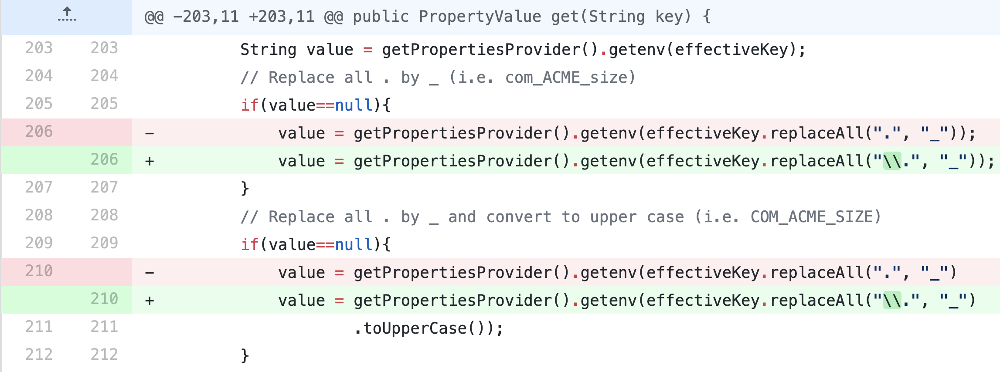 @@ -203,11 +203,11 @@ public PropertyValue get(String key) {
203 203 String value = getPropertiesProvider().getenv(effectiveKey);
204 204 // Replace all . by _ (i.e. com_ACME_size)
205 205 if(value==null){
206 - value = getPropertiesProvider().getenv(effectiveKey.replaceAll(".", "_"));
206 + value = getPropertiesProvider().getenv(effectiveKey.replaceAll("\\.", "_"));
207 207 }
208 208 // Replace all . by _ and convert to upper case (i.e. COM_ACME_SIZE)
209 209 if(value==null){
210 - value = getPropertiesProvider().getenv(effectiveKey.replaceAll(".", "_")
210 + value = getPropertiesProvider().getenv(effectiveKey.replaceAll("\\.", "_")
211 211 .toUpperCase());
212 212 }